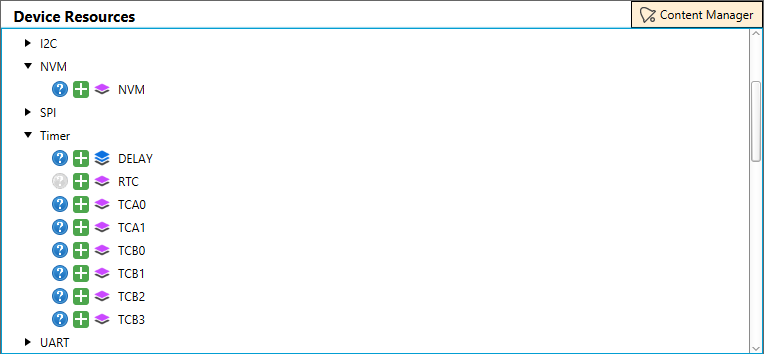 Device Resources
Content Manager
I2C
NVM
NVM
SPI
Timer
DELAY
RTC
TCA0
TCA1
TCB0
TCB1
TCB2
TCB3
UART